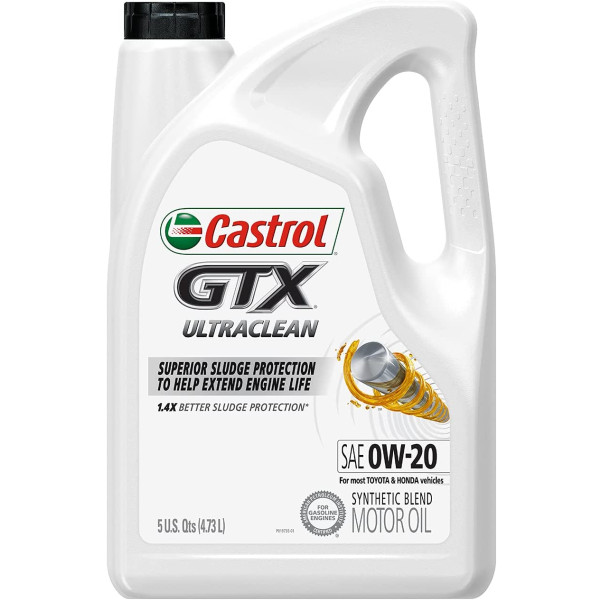 Castrol
GTX
ULTRACLEAN
SUPERIOR SLUDGE PROTECTION
TO HELP EXTEND ENGINE LIFE
1.4X BETTER SLUDGE PROTECTION*
SAE 0W-20
For most TOYOTA & HONDA vehicles
FOR
GASOLINE
ENGINES
SYNTHETIC BLEND
MOTOR OIL
5 U.S. Qts (4.73 L)